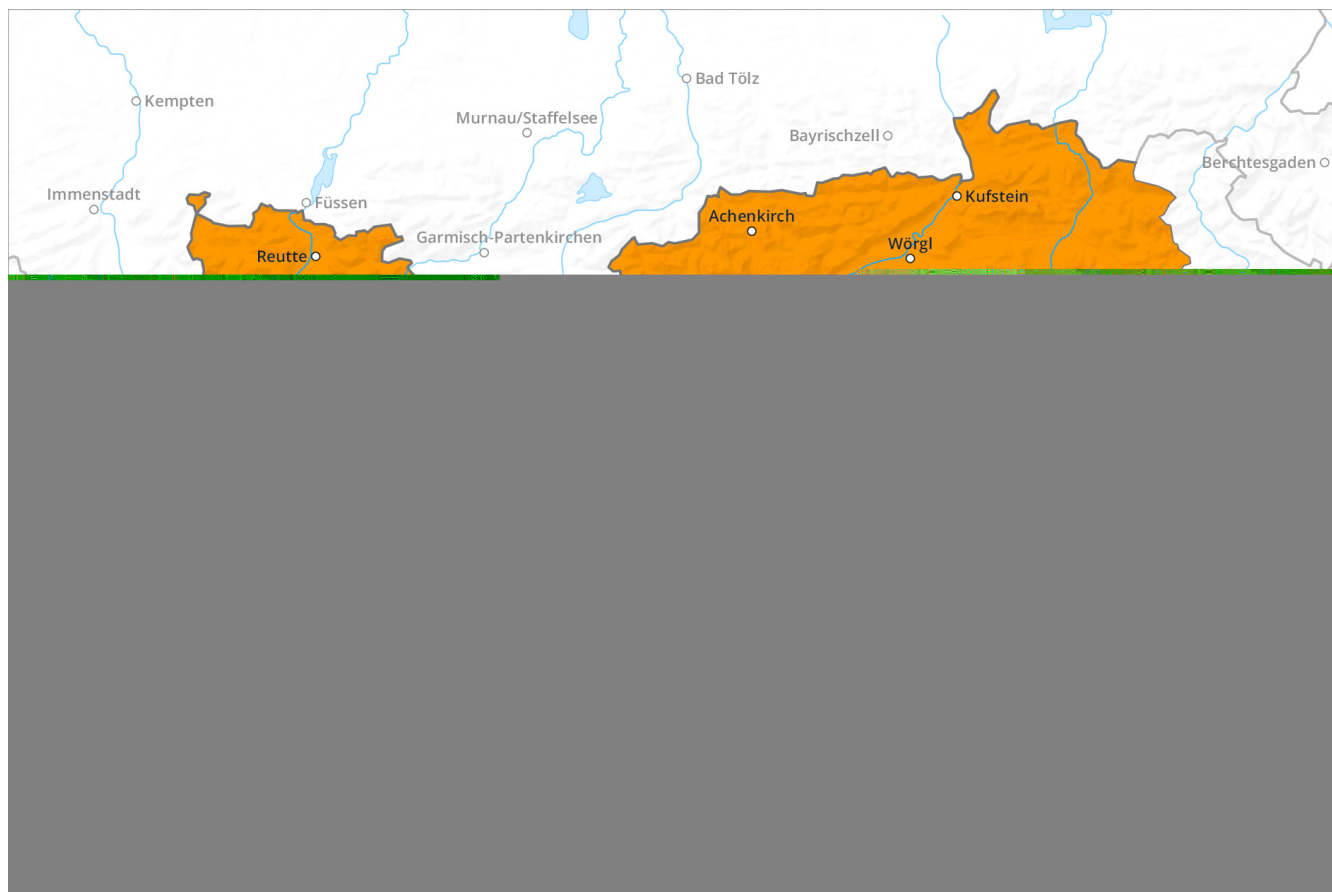 Bad Tölz
Kempten
Murnau/Staffelsee
Bayrischzell
Berchtesgaden
Immenstadt
Füssen
Kufstein
Achenkirch
Garmisch-Partenkirchen
Wörgl
Reutte